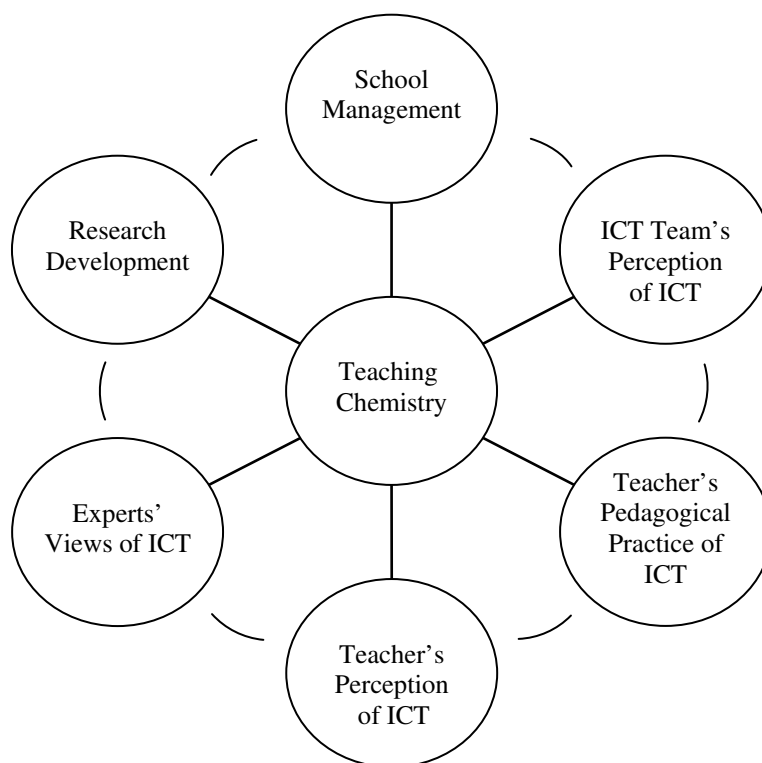 School
Management
Research
Development
ICT Team’s
Perception
of ICT
Teaching
Chemistry
Experts’
Views of ICT
Teacher’s
Pedagogical
Practice of
ICT
Teacher’s
Perception
of ICT